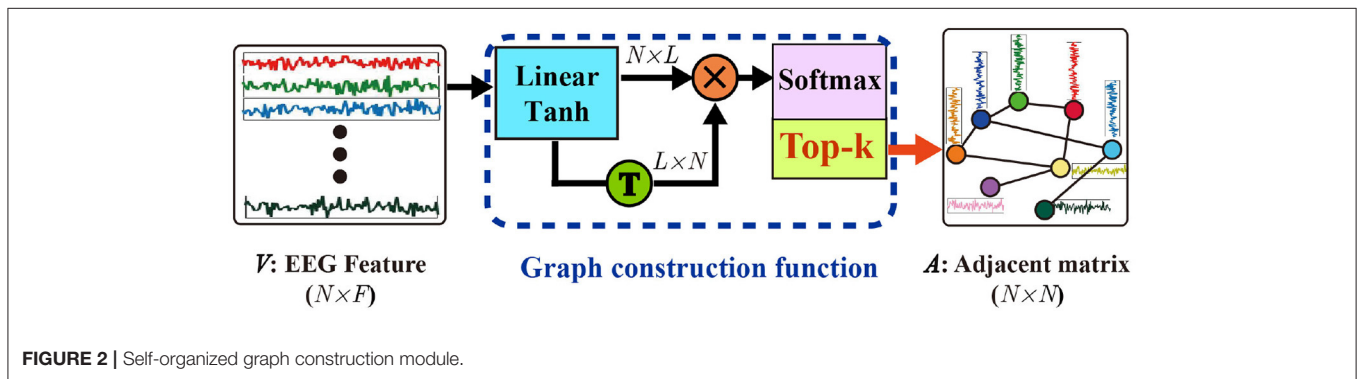 Linear
Tanh
N×L
T
L×N
Softmax
Top-k
V: EEG Feature
(N×F)
Graph construction function
A: Adjacent matrix
(N×N)
FIGURE 2 | Self-organized graph construction module.